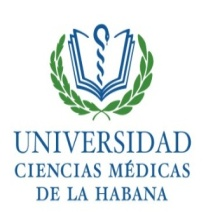 UNIVERSIDAD
CIENCIAS MÉDICAS
DE LA HABANA